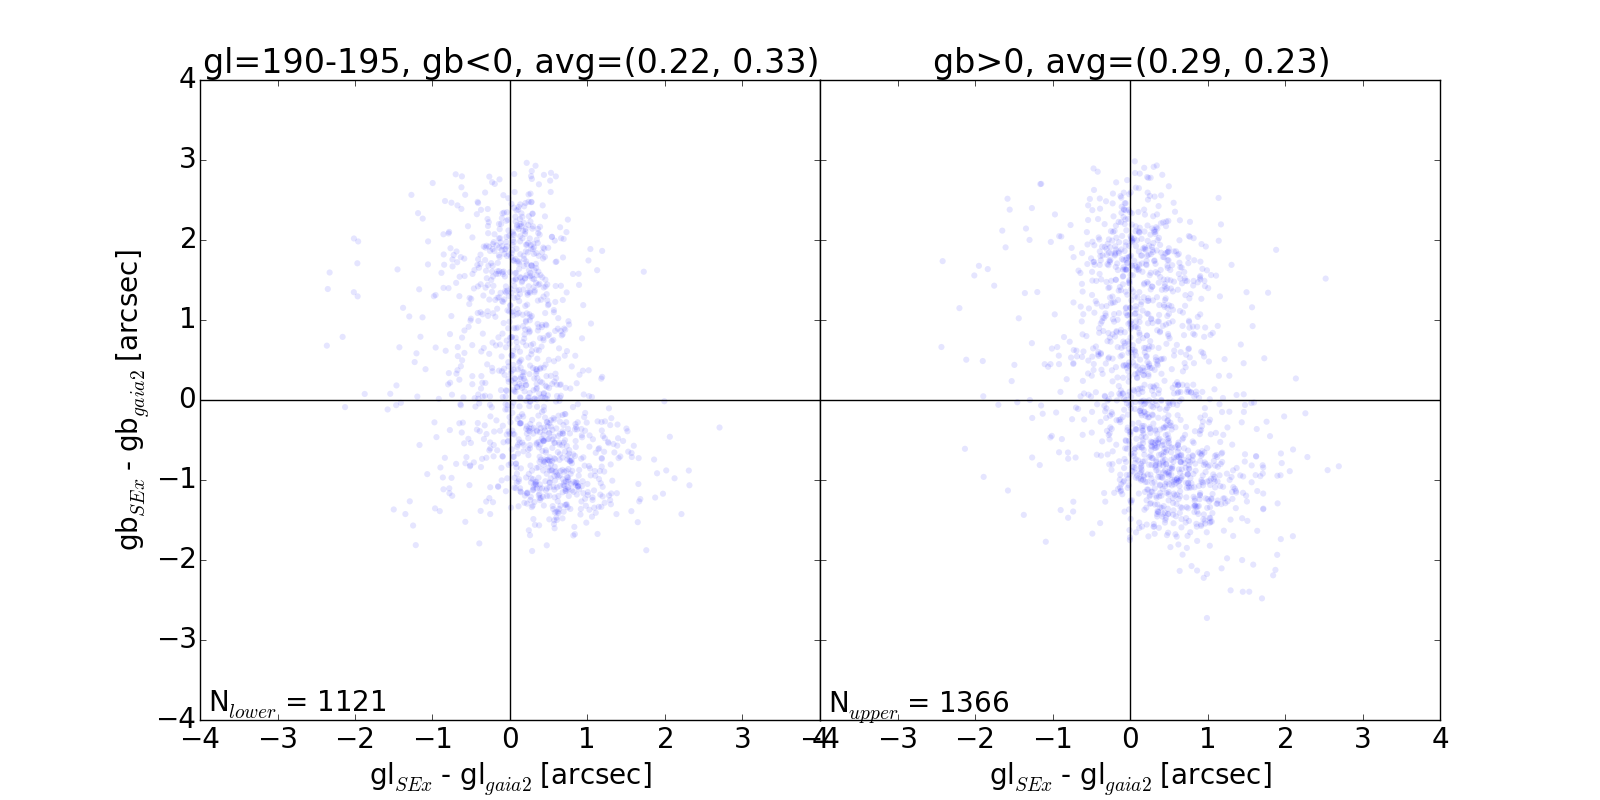 gl=190-195, gb<0, avg=(0.22, 0.33)
gb>0, avg=(0.29, 0.23)
4
3
2
1
0
−1
−2
−3
−4
gb_SEx - gb_gaia2 [arcsec]
N_lower = 1121
N_upper = 1366
−4 −3 −2 −1 0 1 2 3 4
−4 −3 −2 −1 0 1 2 3 4
gl_SEx - gl_gaia2 [arcsec]
gl_SEx - gl_gaia2 [arcsec]